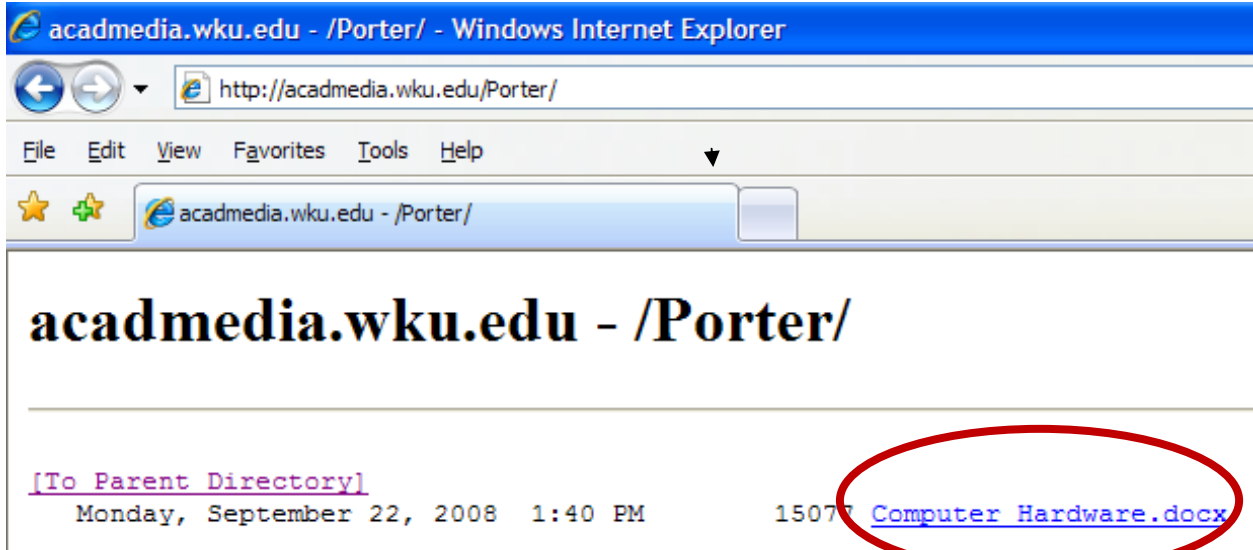 acadmedia.wku.edu - /Porter/ - Windows Internet Explorer
http://acadmedia.wku.edu/Porter/
File Edit View Favorites Tools Help
acadmedia.wku.edu - /Porter/
acadmedia.wku.edu - /Porter/
[To Parent Directory]
Monday, September 22, 2008 1:40 PM 15077 Computer Hardware.docx